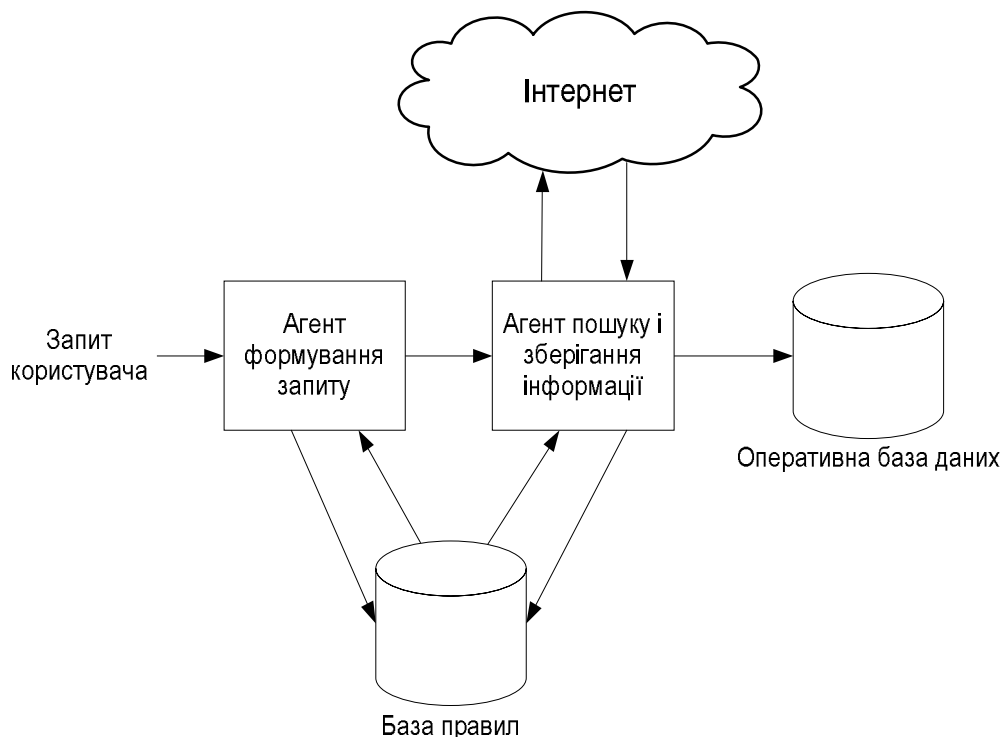 Інтернет
Запит
користувача
Агент
формування
запиту
Агент пошуку і
зберігання
інформації
Оперативна база даних
База правил